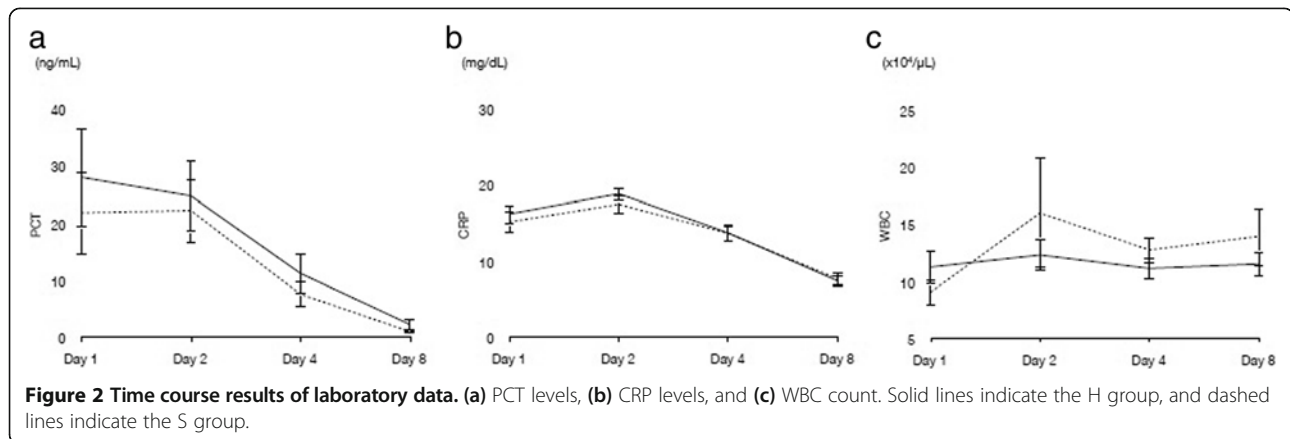 a
(ng/mL)
PCT
40
30
20
10
0
Day 1 Day 2 Day 4 Day 8
b
(mg/dL)
CRP
30
20
10
0
Day 1 Day 2 Day 4 Day 8
c
(x10⁴/μL)
WBC
25
20
15
10
5
Day 1 Day 2 Day 4 Day 8
Figure 2 Time course results of laboratory data. (a) PCT levels, (b) CRP levels, and (c) WBC count. Solid lines indicate the H group, and dashed
lines indicate the S group.